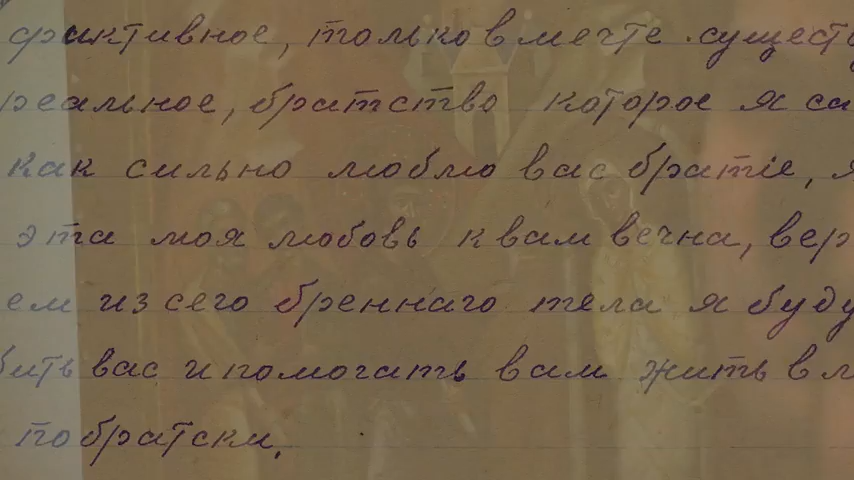 фиктивное, только в мечте существу
реальное, братство которое я са
как сильно люблю вас братіе, я
эта моя любовь к вам вечна, вер
ем из сего бреннаго тела я буду
бить вас и помогать вам жить в л
по братски.